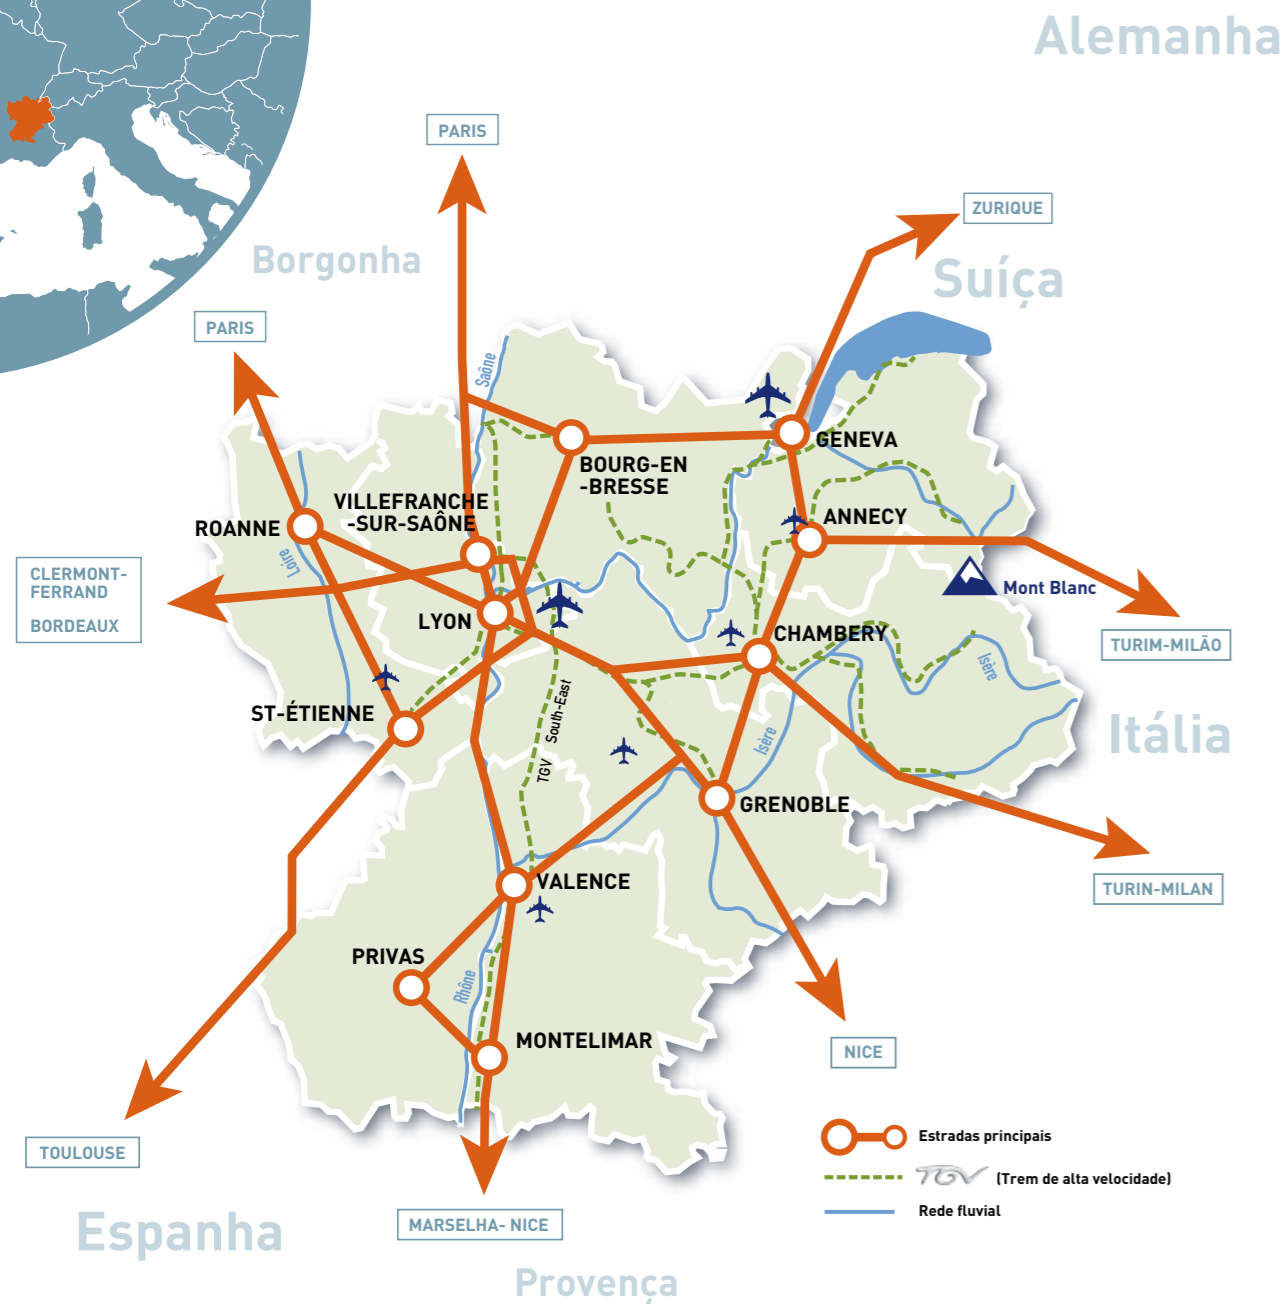 Alemanha
PARIS
ZURIQUE
Borgonha
Suíça
PARIS
Saône
GENEVA
BOURG-EN
-BRESSE
VILLEFRANCHE
-SUR-SAÔNE
ROANNE
ANNECY
Loire
CLERMONT-
FERRAND
BORDEAUX
Mont Blanc
LYON
CHAMBERY
TURIM-MILÃO
Isère
ST-ÉTIENNE
TGV South-East
Isère
Itália
GRENOBLE
VALENCE
TURIN-MILAN
PRIVAS
Rhône
MONTELIMAR
NICE
TOULOUSE
Estradas principais
TGV (Trem de alta velocidade)
Rede fluvial
Espanha
MARSELHA- NICE
Provença